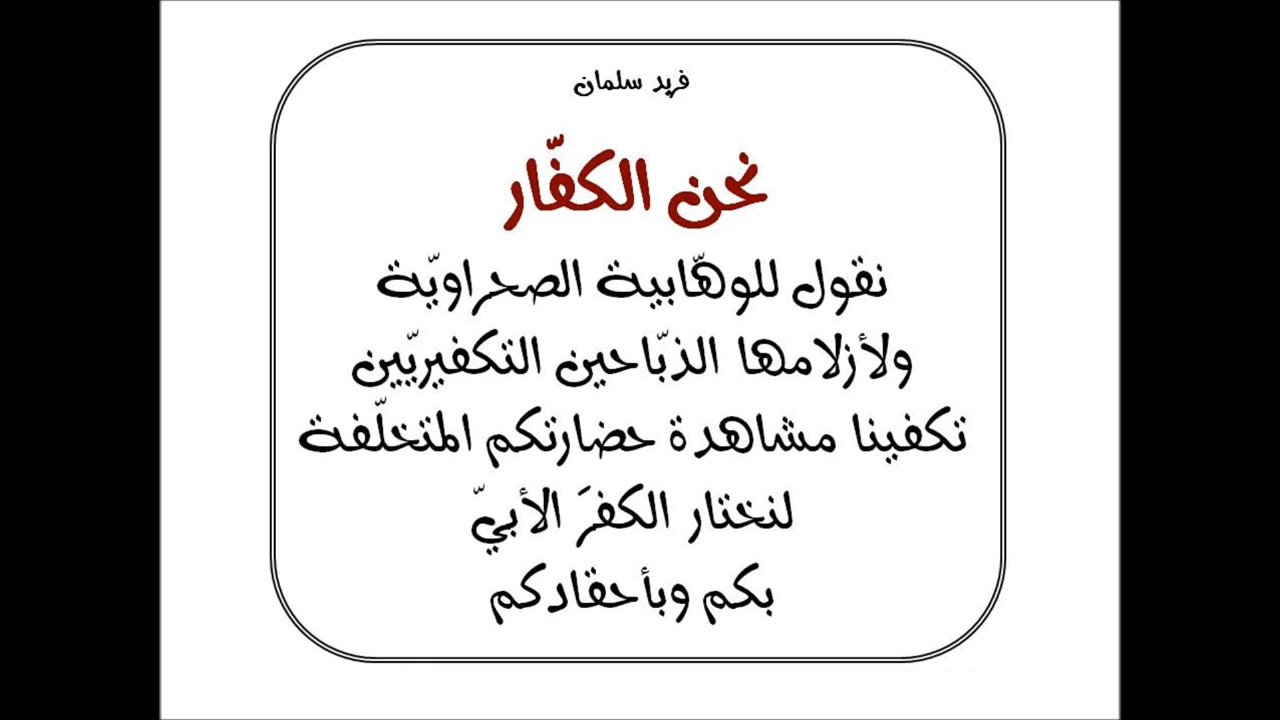 فريد سلمان
نحن الكفّار
نقول للوهّابية الصحراويّة
ولأزلامها الذبّاحين التكفيريّين
تكفينا مشاهدة حضارتكم المتخلّفة
لنختار الكفرَ الأبيّ
بكم وبأحقادكم